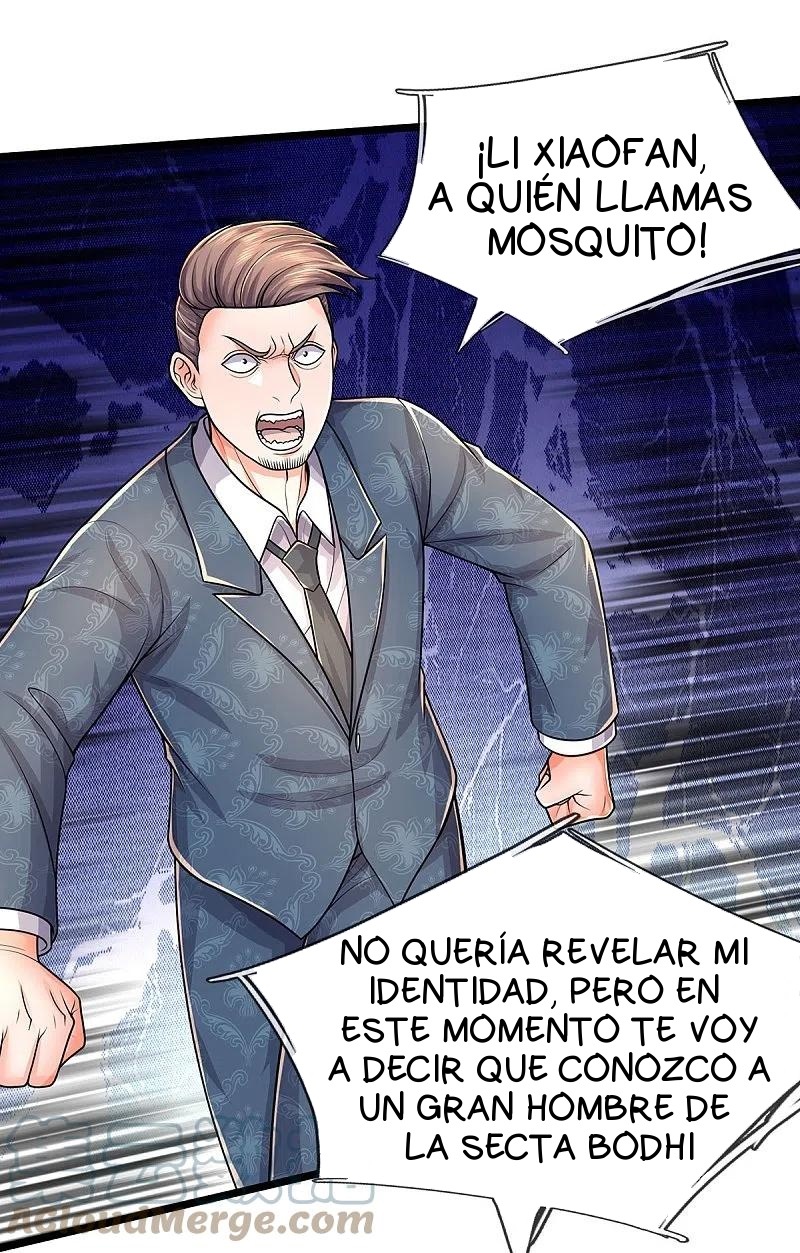 ¡LI XIAOFAN,
A QUIÉN LLAMAS
MOSQUITO!
NO QUERÍA REVELAR MI
IDENTIDAD, PERO EN
ESTE MOMENTO TE VOY
A DECIR QUE CONOZCO A
UN GRAN HOMBRE DE
LA SECTA BODHI
ACloudMerge.com